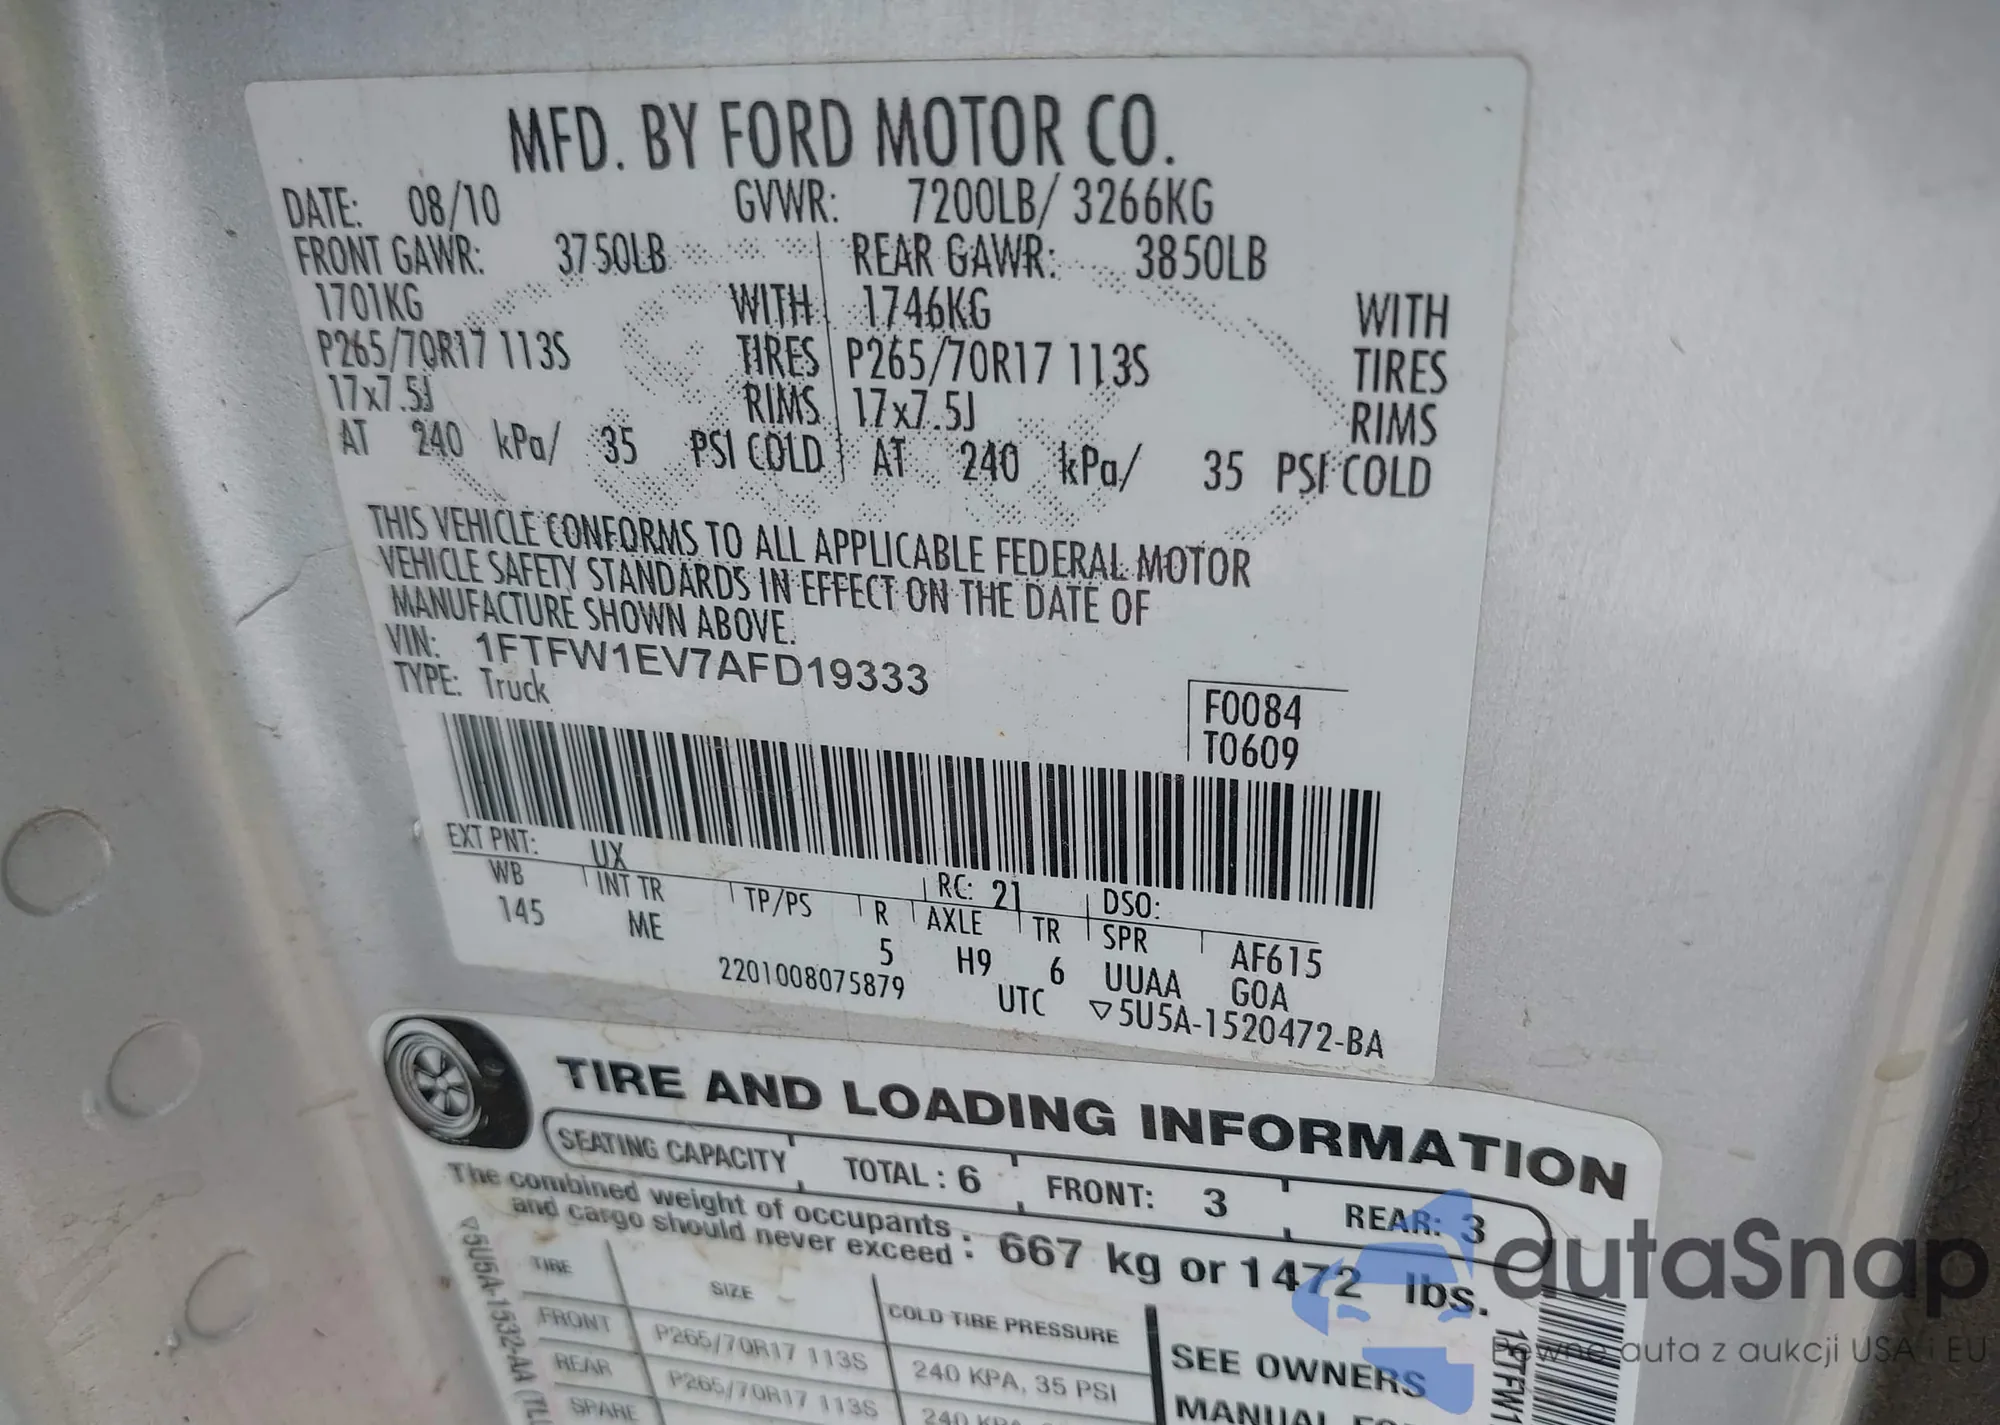 MFD. BY FORD MOTOR CO.
DATE: 08/10 GVWR: 7200LB/ 3266KG
FRONT GAWR: 3750LB REAR GAWR: 3850LB
1701KG WITH 1746KG WITH
P265/70R17 113S TIRES P265/70R17 113S TIRES
17x7.5J RIMS 17x7.5J RIMS
AT 240 kPa/ 35 PSI COLD AT 240 kPa/ 35 PSI COLD
THIS VEHICLE CONFORMS TO ALL APPLICABLE FEDERAL MOTOR
VEHICLE SAFETY STANDARDS IN EFFECT ON THE DATE OF
MANUFACTURE SHOWN ABOVE.
VIN: 1FTFW1EV7AFD19333
TYPE: Truck
F0084
T0609
EXT PNT: UX RC: 21 DSO:
WB INT TR TP/PS R AXLE TR SPR AF615
145 ME 5 H9 6 UUAA GOA
2201008075879 UTC ▽5U5A-1520472-BA
TIRE AND LOADING INFORMATION
SEATING CAPACITY TOTAL : 6 FRONT: 3 REAR: 3
The combined weight of occupants
and cargo should never exceed : 667 kg or 1472 lbs.
TIRE SIZE COLD TIRE PRESSURE
FRONT P265/70R17 113S 240 KPA, 35 PSI
REAR P265/70R17 113S 240
SPARE
SEE OWNERS
MANUAL
▽5U5A-1532-AA (TL
1FTFW1
autaSnap
Pewne auta z aukcji USA i EU